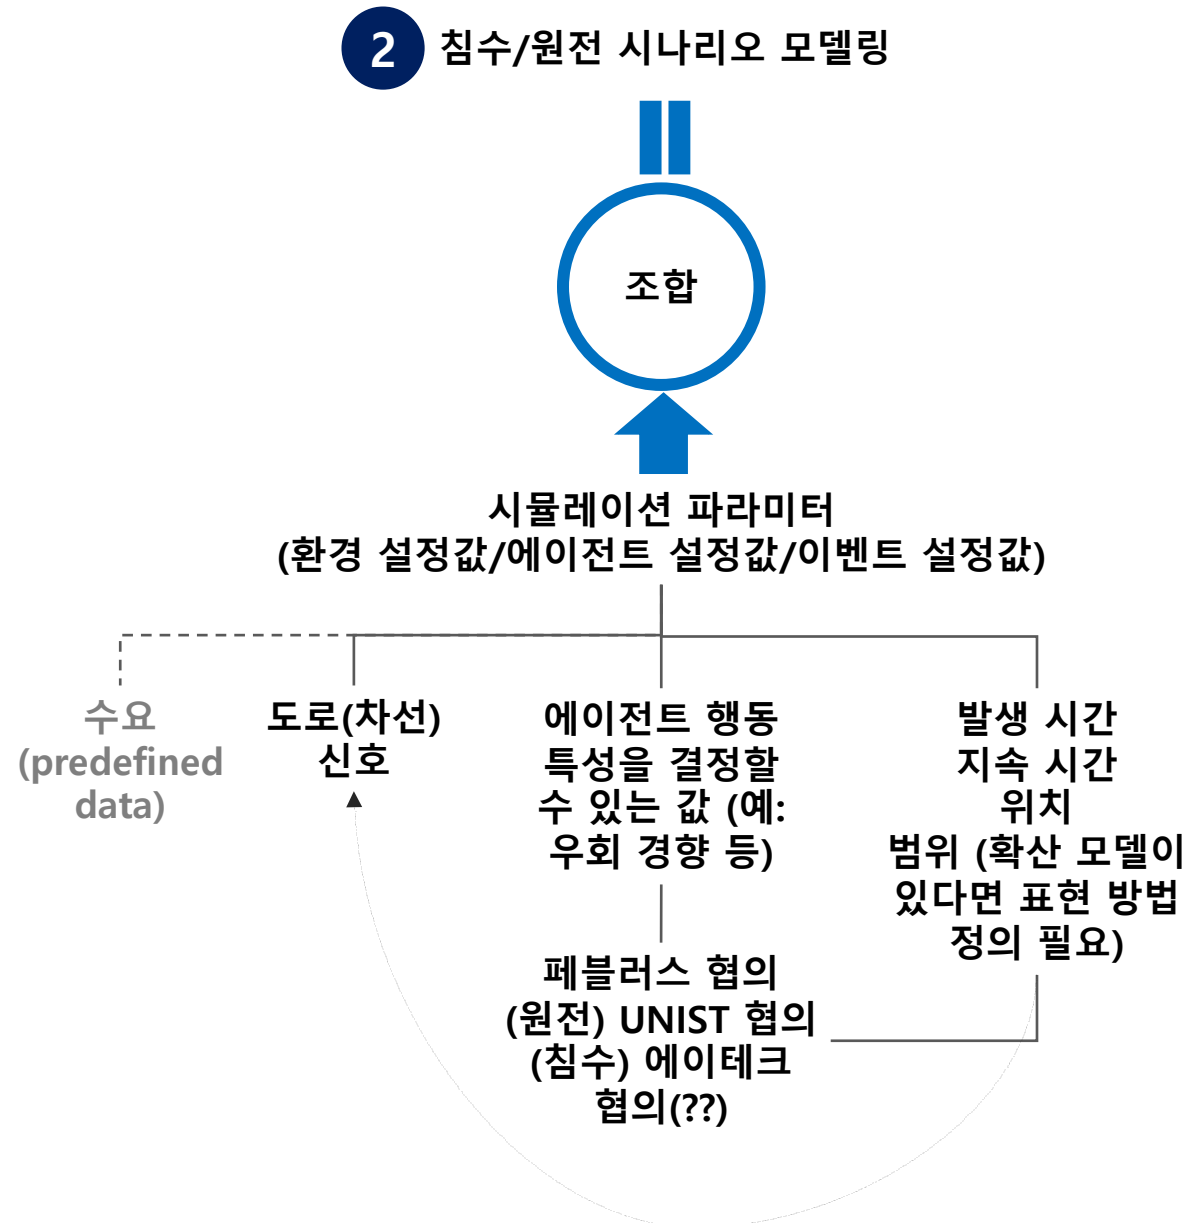 2 침수/원전 시나리오 모델링
조합
시뮬레이션 파라미터
(환경 설정값/에이전트 설정값/이벤트 설정값)
수요
(predefined
data)
도로(차선)
신호
에이전트 행동
특성을 결정할
수 있는 값 (예:
우회 경향 등)
발생 시간
지속 시간
위치
범위 (확산 모델이
있다면 표현 방법
정의 필요)
페블러스 협의
(원전) UNIST 협의
(침수) 에이테크
협의(??)